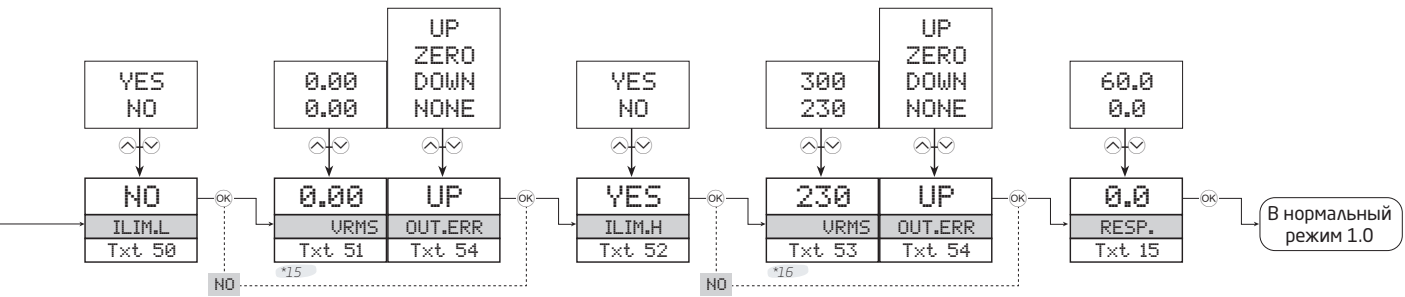 UP
ZERO
DOWN
NONE
UP
ZERO
DOWN
NONE
YES
NO
0.00
0.00
YES
NO
300
230
60.0
0.0
NO
OK
0.00
UP
OK
YES
OK
230
UP
OK
0.0
OK
ILIM.L
VRMS
OUT.ERR
ILIM.H
VRMS
OUT.ERR
RESP.
Txt 50
Txt 51
Txt 54
Txt 52
Txt 53
Txt 54
Txt 15
В нормальный
режим 1.0
*15
*16
NO
NO